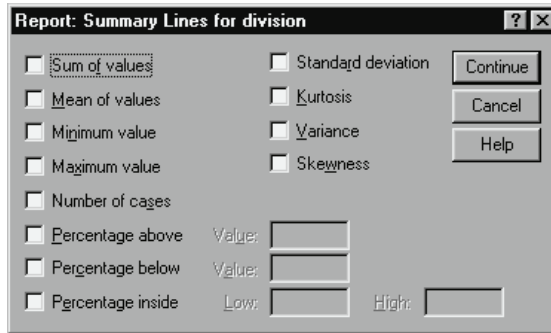 Report: Summary Lines for division
Sum of values
Standard deviation
Continue
Mean of values
Kurtosis
Cancel
Minimum value
Variance
Help
Maximum value
Skewness
Number of cases
Percentage above Value:
Percentage below Value:
Percentage inside Low: High: